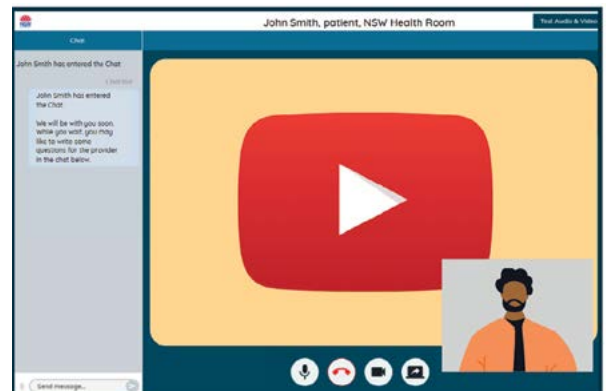 John Smith, patient, NSW Health Room
Test Audio & Video
Chat
John Smith has entered the Chat
John Smith has entered
the Chat
We will be with you soon.
While you wait, you may
like to write some
questions for the provider
in the chat below.
Send message...